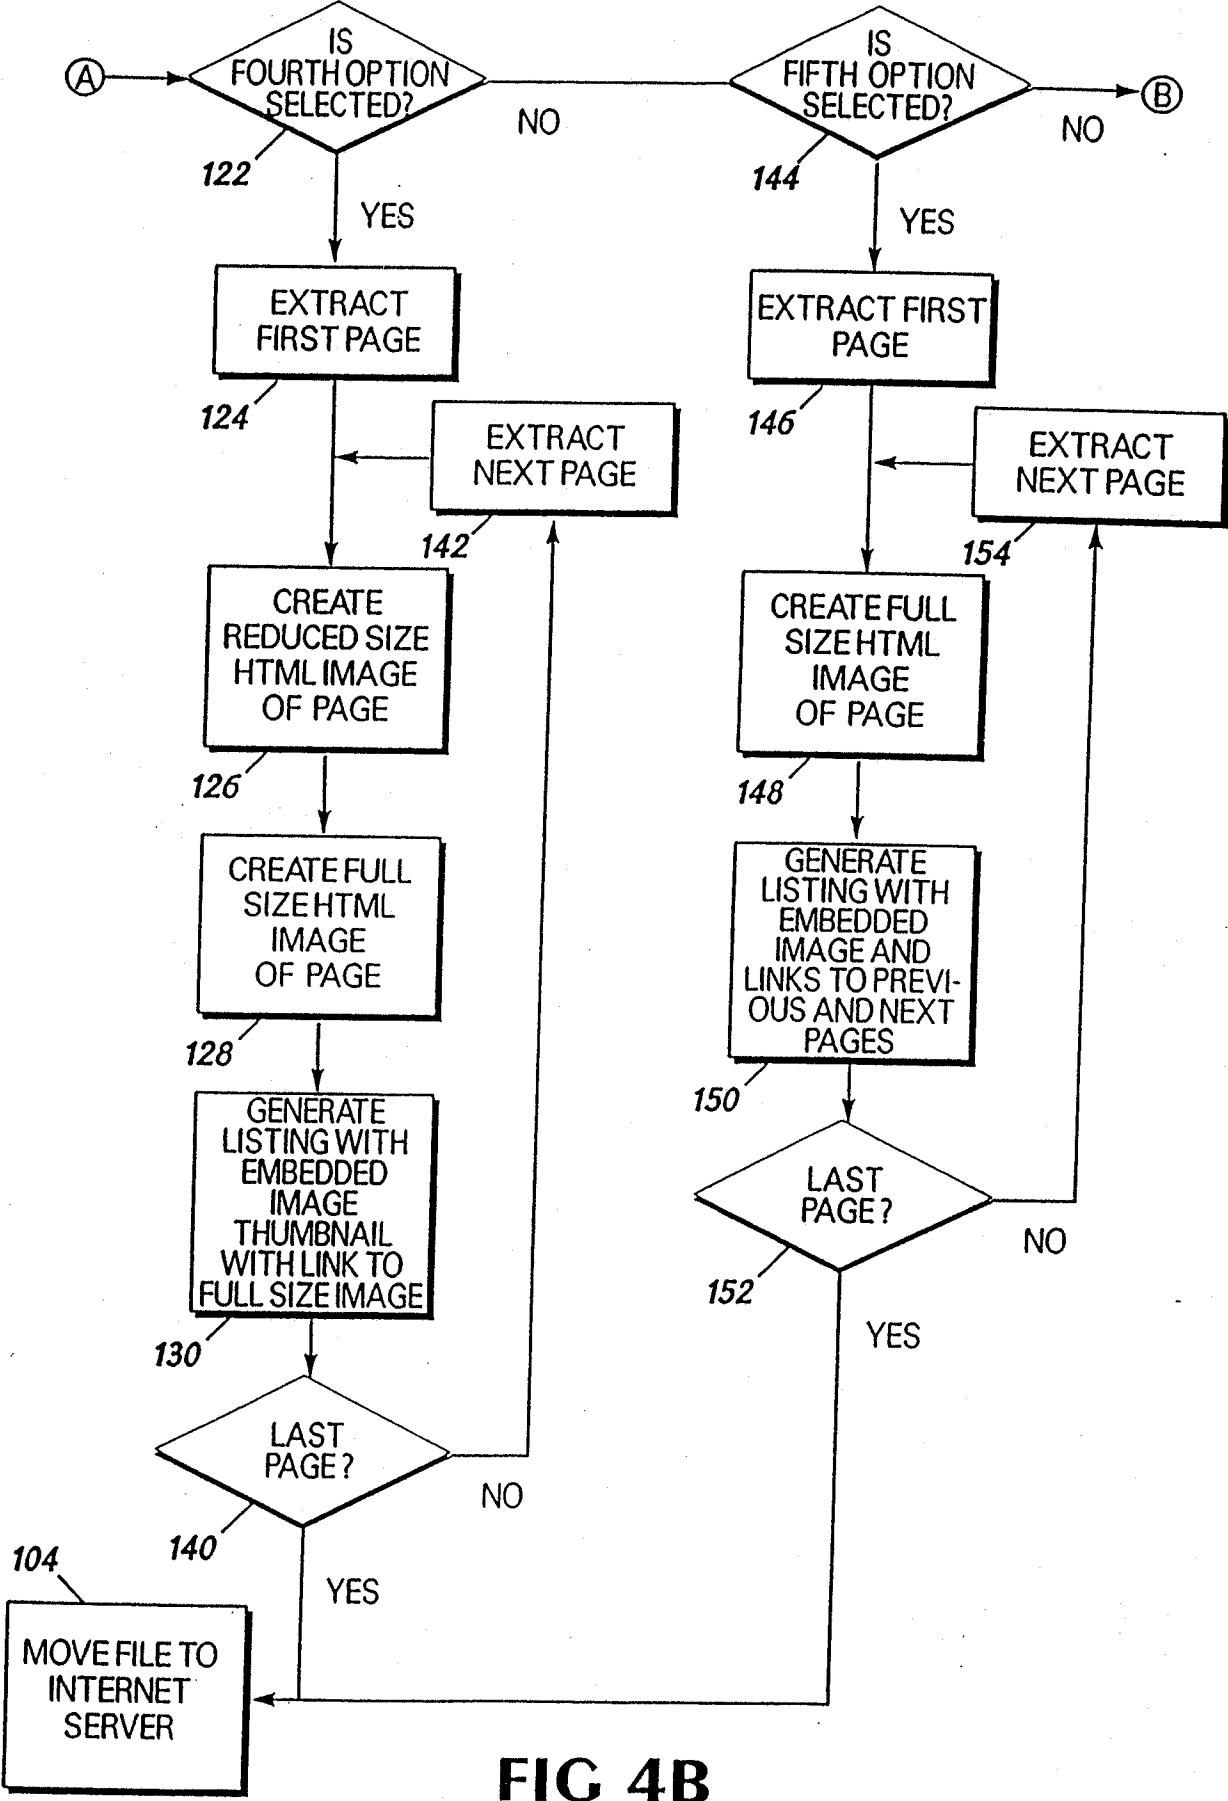 A
IS
FOURTH OPTION
SELECTED?
122
NO
YES
IS
FIFTH OPTION
SELECTED?
144
NO
B
YES
EXTRACT
FIRST PAGE
124
EXTRACT
NEXT PAGE
142
CREATE
REDUCED SIZE
HTML IMAGE
OF PAGE
126
CREATE FULL
SIZE HTML
IMAGE
OF PAGE
128
GENERATE
LISTING WITH
EMBEDDED
IMAGE
THUMBNAIL
WITH LINK TO
FULL SIZE IMAGE
130
LAST
PAGE?
140
NO
YES
EXTRACT FIRST
PAGE
146
EXTRACT
NEXT PAGE
154
CREATE FULL
SIZE HTML
IMAGE
OF PAGE
148
GENERATE
LISTING WITH
EMBEDDED
IMAGE AND
LINKS TO PREVI-
OUS AND NEXT
PAGES
150
LAST
PAGE?
152
NO
YES
104
MOVE FILE TO
INTERNET
SERVER
FIG 4B